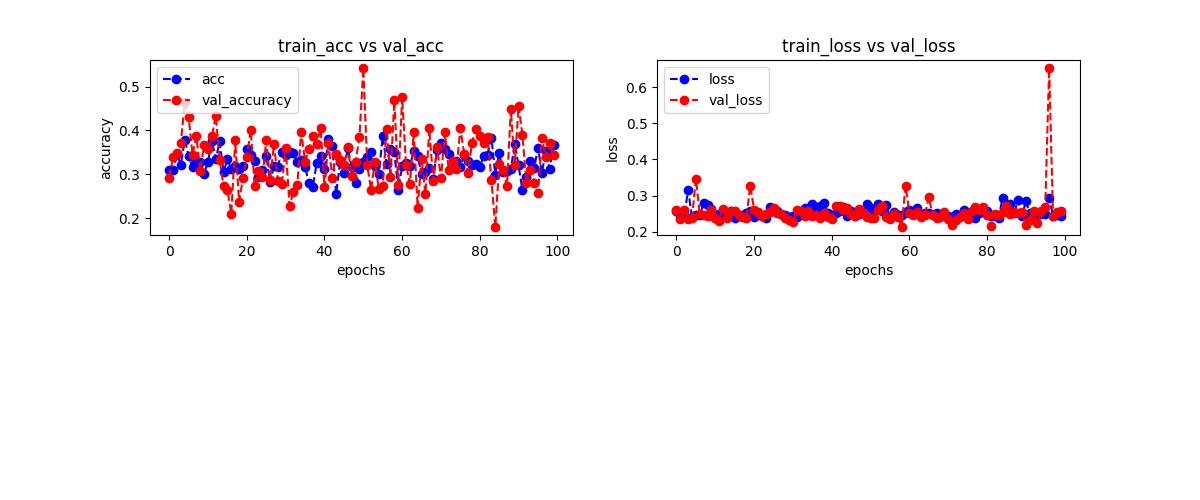 train_acc vs val_acc
acc
val_accuracy
0.5
0.4
0.3
0.2
accuracy
0 20 40 60 80 100
epochs
train_loss vs val_loss
loss
val_loss
0.6
0.5
0.4
0.3
0.2
loss
0 20 40 60 80 100
epochs